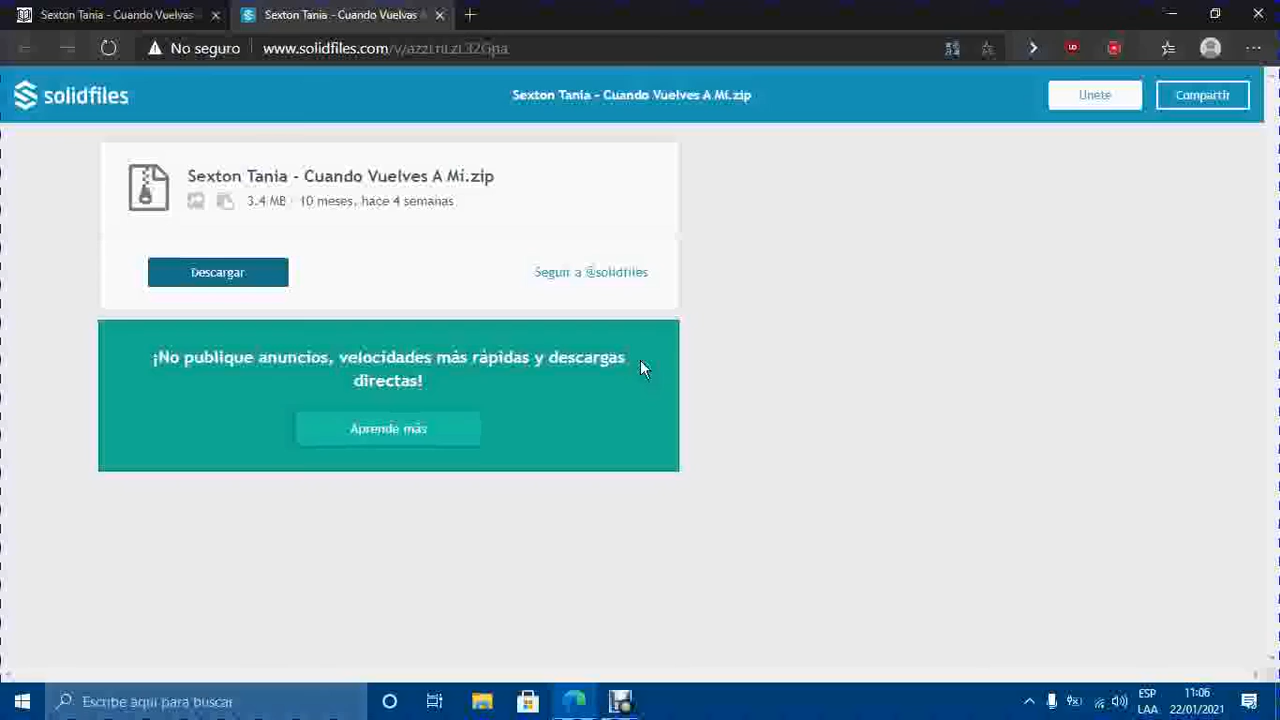 Sexton Tania - Cuando Vuelvas
Sexton Tania - Cuando Vuelvas
No seguro
www.solidfiles.com
solidfiles
Sexton Tania - Cuando Vuelves A Mi.zip
Unete
Compartir
Sexton Tania - Cuando Vuelves A Mi.zip
3.4 MB - 10 meses, hace 4 semanas
Descargar
Seguir a @solidfiles
¡No publique anuncios, velocidades más rápidas y descargas
directas!
Aprende más
Escribe aquí para buscar
ESP
LAA
11:06
22/01/2021